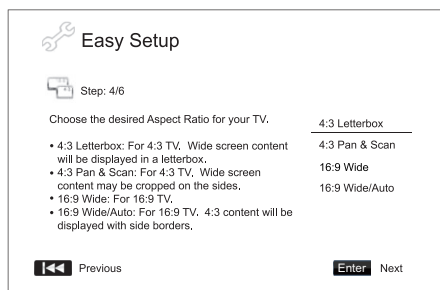 Easy Setup
Step: 4/6
Choose the desired Aspect Ratio for your TV.
• 4:3 Letterbox: For 4:3 TV. Wide screen content
will be displayed in a letterbox.
• 4:3 Pan & Scan: For 4:3 TV. Wide screen
content may be cropped on the sides.
• 16:9 Wide: For 16:9 TV.
• 16:9 Wide/Auto: For 16:9 TV. 4:3 content will be
displayed with side borders.
4:3 Letterbox
4:3 Pan & Scan
16:9 Wide
16:9 Wide/Auto
Previous
Enter Next